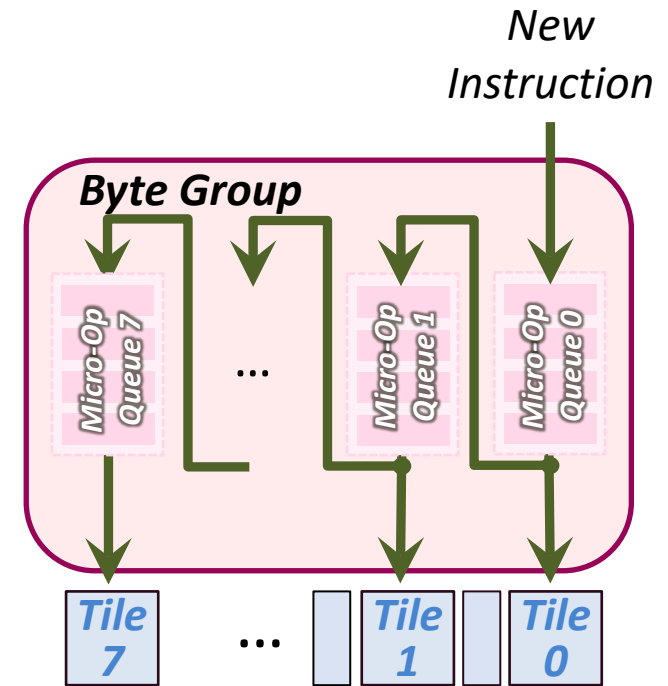 New
Instruction
Byte Group
Micro-Op
Queue 7
...
Micro-Op
Queue 1
Micro-Op
Queue 0
Tile
7
...
Tile
1
Tile
0